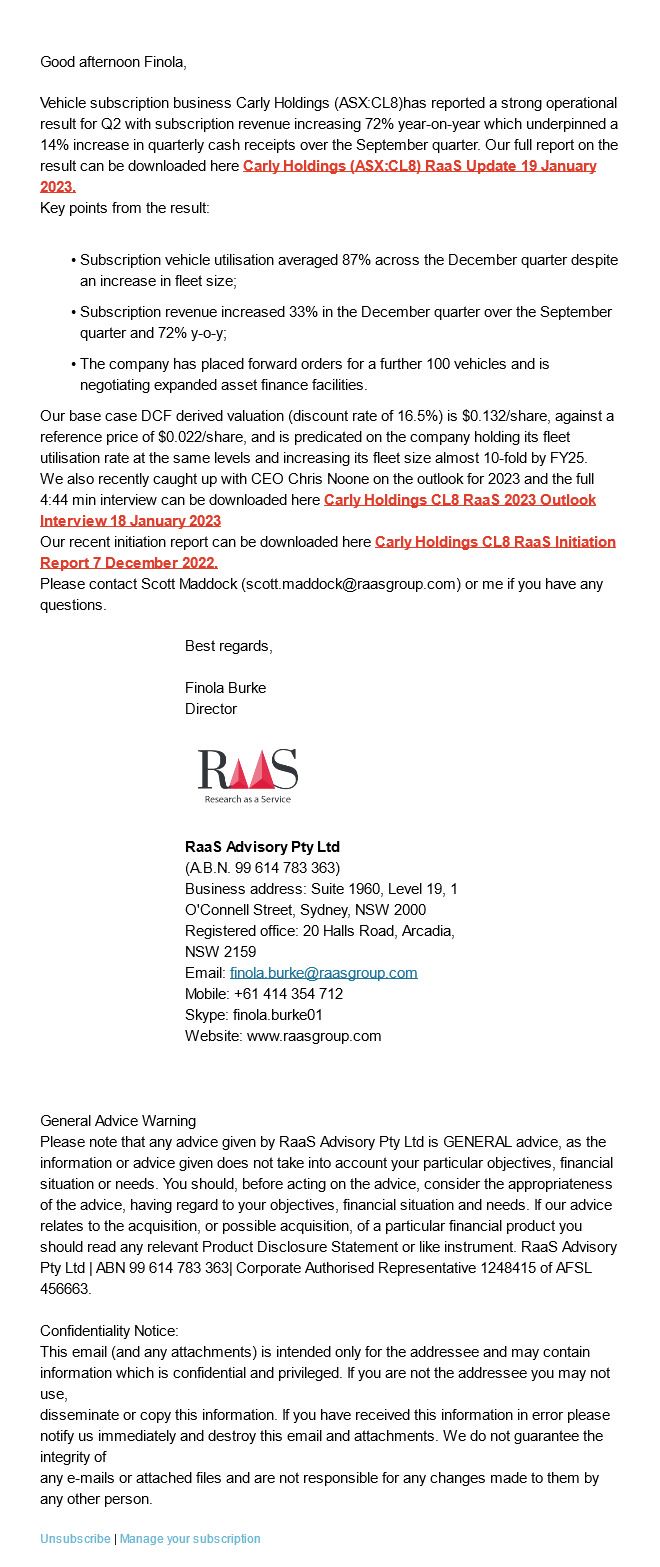 Good afternoon Finola,
Vehicle subscription business Carly Holdings (ASX:CL8)has reported a strong operational
result for Q2 with subscription revenue increasing 72% year-on-year which underpinned a
14% increase in quarterly cash receipts over the September quarter. Our full report on the
result can be downloaded here Carly Holdings (ASX:CL8) RaaS Update 19 January
2023.
Key points from the result:
• Subscription vehicle utilisation averaged 87% across the December quarter despite
an increase in fleet size;
• Subscription revenue increased 33% in the December quarter over the September
quarter and 72% y-o-y;
• The company has placed forward orders for a further 100 vehicles and is
negotiating expanded asset finance facilities.
Our base case DCF derived valuation (discount rate of 16.5%) is $0.132/share, against a
reference price of $0.022/share, and is predicated on the company holding its fleet
utilisation rate at the same levels and increasing its fleet size almost 10-fold by FY25.
We also recently caught up with CEO Chris Noone on the outlook for 2023 and the full
4:44 min interview can be downloaded here Carly Holdings CL8 RaaS 2023 Outlook
Interview 18 January 2023
Our recent initiation report can be downloaded here Carly Holdings CL8 RaaS Initiation
Report 7 December 2022.
Please contact Scott Maddock (scott.maddock@raasgroup.com) or me if you have any
questions.
Best regards,
Finola Burke
Director
RAAS
Research as a Service
RaaS Advisory Pty Ltd
(A.B.N. 99 614 783 363)
Business address: Suite 1960, Level 19, 1
O'Connell Street, Sydney, NSW 2000
Registered office: 20 Halls Road, Arcadia,
NSW 2159
Email: finola.burke@raasgroup.com
Mobile: +61 414 354 712
Skype: finola.burke01
Website: www.raasgroup.com
General Advice Warning
Please note that any advice given by RaaS Advisory Pty Ltd is GENERAL advice, as the
information or advice given does not take into account your particular objectives, financial
situation or needs. You should, before acting on the advice, consider the appropriateness
of the advice, having regard to your objectives, financial situation and needs. If our advice
relates to the acquisition, or possible acquisition, of a particular financial product you
should read any relevant Product Disclosure Statement or like instrument. RaaS Advisory
Pty Ltd | ABN 99 614 783 363| Corporate Authorised Representative 1248415 of AFSL
456663.
Confidentiality Notice:
This email (and any attachments) is intended only for the addressee and may contain
information which is confidential and privileged. If you are not the addressee you may not
use,
disseminate or copy this information. If you have received this information in error please
notify us immediately and destroy this email and attachments. We do not guarantee the
integrity of
any e-mails or attached files and are not responsible for any changes made to them by
any other person.
Unsubscribe | Manage your subscription